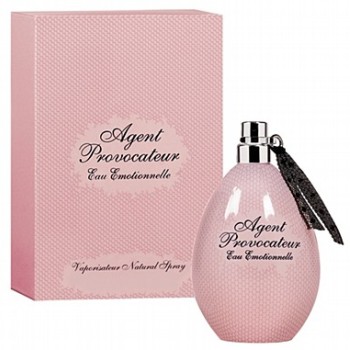 Agent
Provocateur
Eau Emotionnelle
Vaporisateur Natural Spray
Agent
Provocateur
Eau Emotionnelle